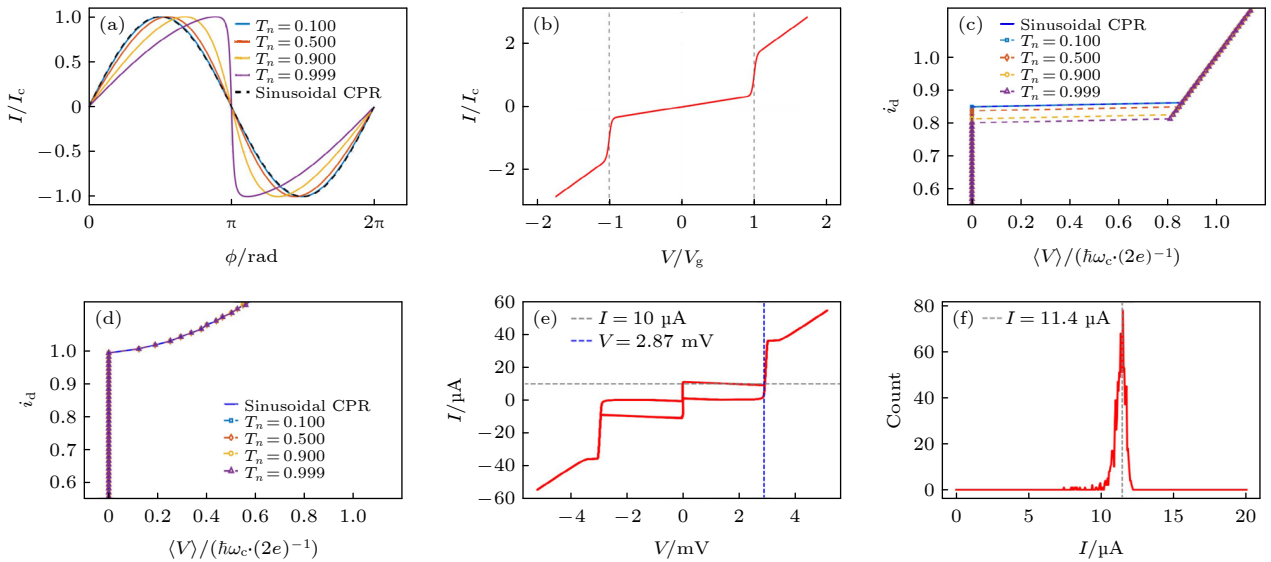 (a)
T_n = 0.100
T_n = 0.500
T_n = 0.900
T_n = 0.999
Sinusoidal CPR
1.0
0.5
0
−0.5
−1.0
I/I_c
0
π
2π
ϕ/rad
(b)
2
0
−2
I/I_c
−2
−1
0
1
2
V/V_g
(c)
Sinusoidal CPR
T_n = 0.100
T_n = 0.500
T_n = 0.900
T_n = 0.999
1.0
0.9
0.8
0.7
0.6
i_d
0
0.2
0.4
0.6
0.8
1.0
⟨V⟩/(ℏω_c·(2e)^−1)
(d)
Sinusoidal CPR
T_n = 0.100
T_n = 0.500
T_n = 0.900
T_n = 0.999
1.0
0.9
0.8
0.7
0.6
i_d
0
0.2
0.4
0.6
0.8
1.0
⟨V⟩/(ℏω_c·(2e)^−1)
(e)
I = 10 µA
V = 2.87 mV
60
40
20
0
−20
−40
−60
I/µA
−4
−2
0
2
4
V/mV
(f)
I = 11.4 µA
80
60
40
20
0
Count
0
5
10
15
20
I/µA